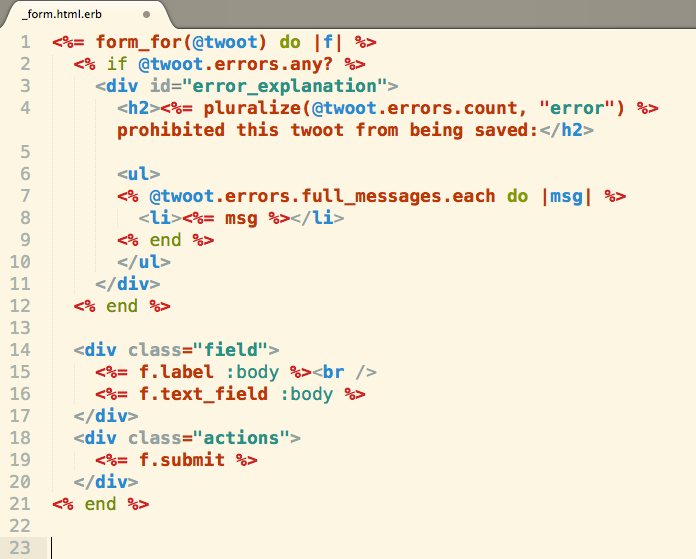 _form.html.erb
1 <%= form_for(@twoot) do |f| %>
2   <% if @twoot.errors.any? %>
3     <div id="error_explanation">
4       <h2><%= pluralize(@twoot.errors.count, "error") %>
      prohibited this twoot from being saved:</h2>
5
6       <ul>
7       <% @twoot.errors.full_messages.each do |msg| %>
8         <li><%= msg %></li>
9       <% end %>
10       </ul>
11     </div>
12   <% end %>
13
14   <div class="field">
15     <%= f.label :body %><br />
16     <%= f.text_field :body %>
17   </div>
18   <div class="actions">
19     <%= f.submit %>
20   </div>
21 <% end %>
22
23